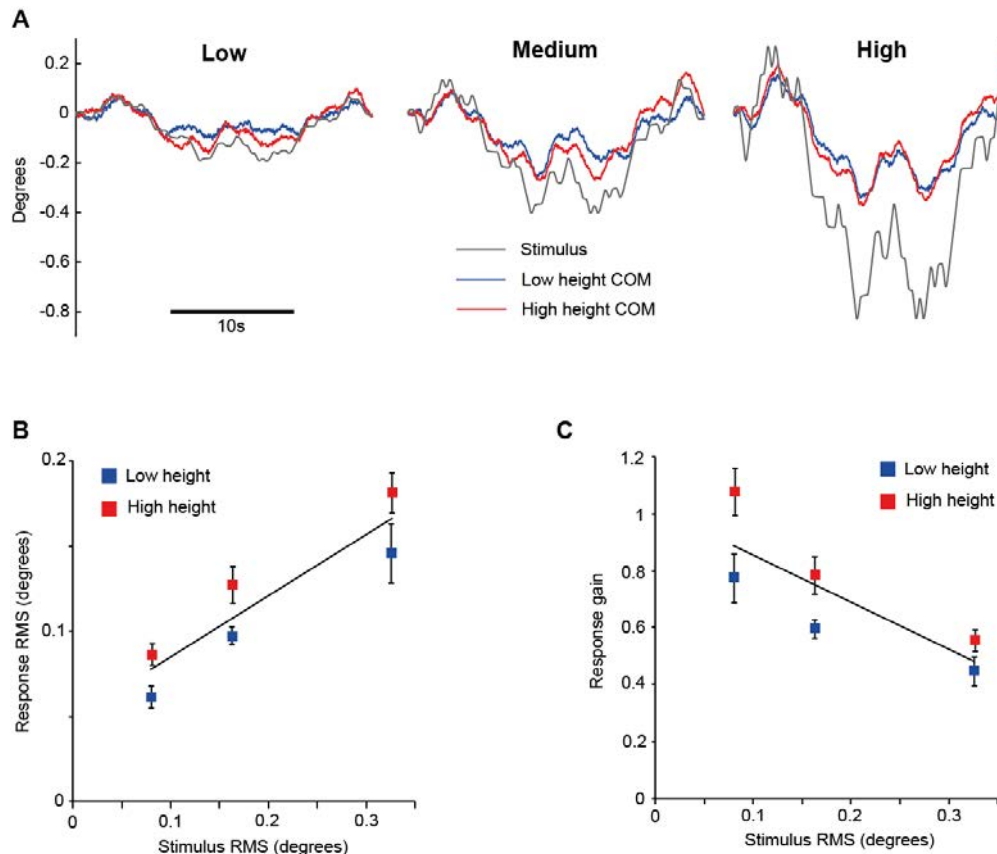 A
Low
Medium
High
0.2
0
-0.2
-0.4
-0.6
-0.8
Degrees
Stimulus
Low height COM
High height COM
10s
B
0.2
0.1
0
Response RMS (degrees)
Low height
High height
0 0.1 0.2 0.3
Stimulus RMS (degrees)
C
1.2
1
0.8
0.6
0.4
0.2
0
Response gain
Low height
High height
0 0.1 0.2 0.3
Stimulus RMS (degrees)